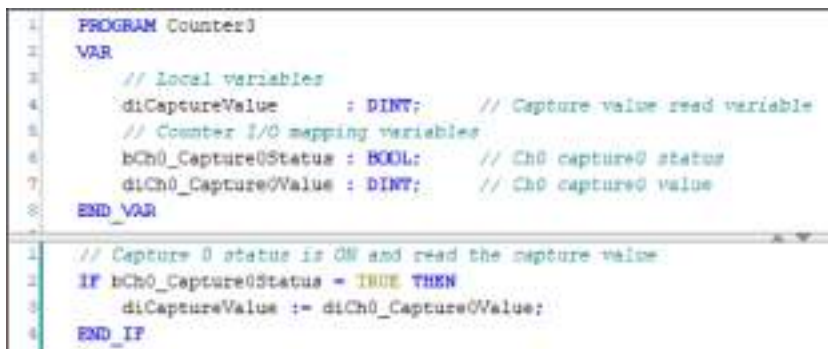 1 PROGRAM Counter3
2 VAR
3 // Local variables
4 diCaptureValue : DINT; // Capture value read variable
5 // Counter I/O mapping variables
6 bCh0_Capture0Status : BOOL; // Ch0 capture0 status
7 diCh0_Capture0Value : DINT; // Ch0 capture0 value
8 END_VAR
1 // Capture 0 status is ON and read the capture value
2 IF bCh0_Capture0Status = TRUE THEN
3 diCaptureValue := diCh0_Capture0Value;
4 END_IF